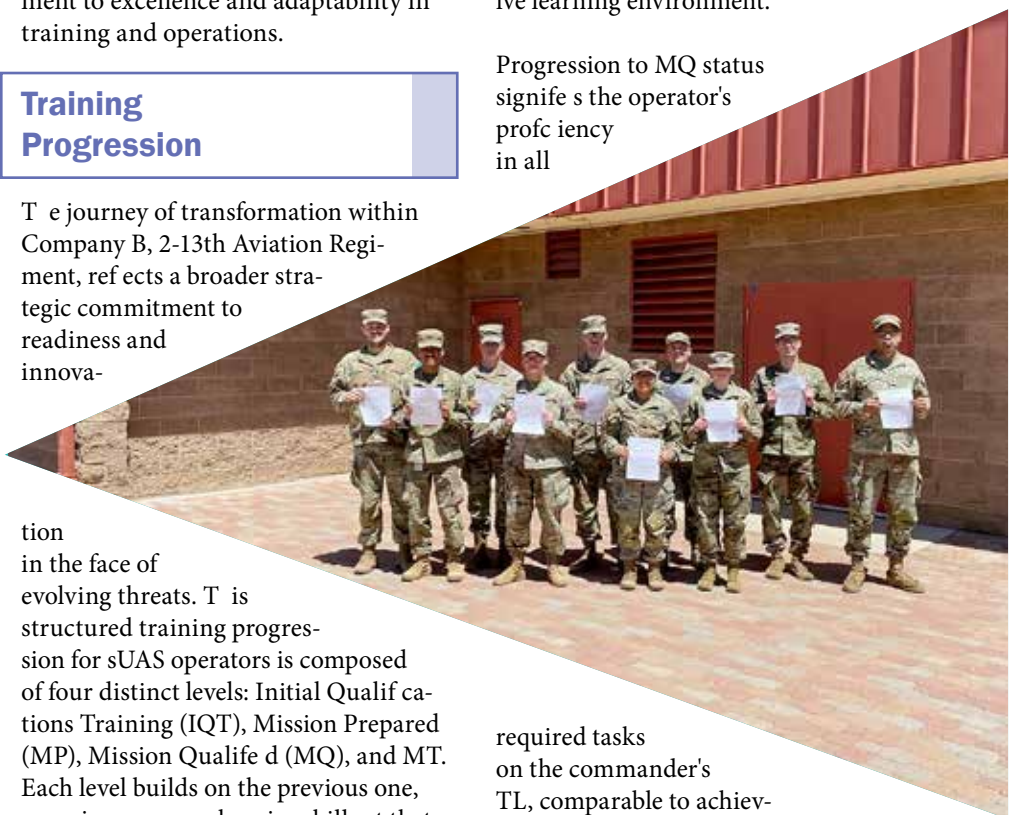 ment to excellence and adaptability in
training and operations.
Training
Progression
T e journey of transformation within
Company B, 2-13th Aviation Regi-
ment, ref ects a broader stra-
tegic commitment to
readiness and
innova-
tion
in the face of
evolving threats. T is
structured training progres-
sion for sUAS operators is composed
of four distinct levels: Initial Qualif ca-
tions Training (IQT), Mission Prepared
(MP), Mission Qualife d (MQ), and MT.
Each level builds on the previous one,
ive learning environment.
Progression to MQ status
signife s the operator's
profc iency
in all
required tasks
on the commander's
TL, comparable to achiev-